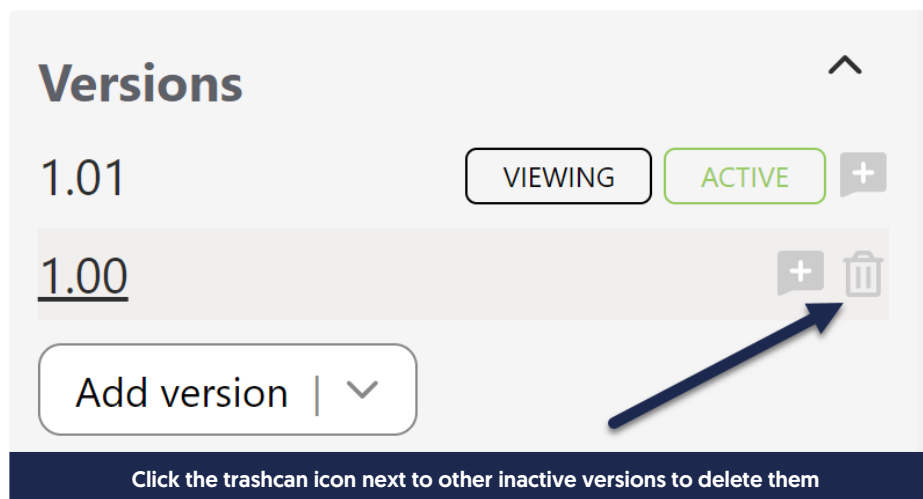 Versions
1.01 VIEWING ACTIVE
1.00
Add version
Click the trashcan icon next to other inactive versions to delete them